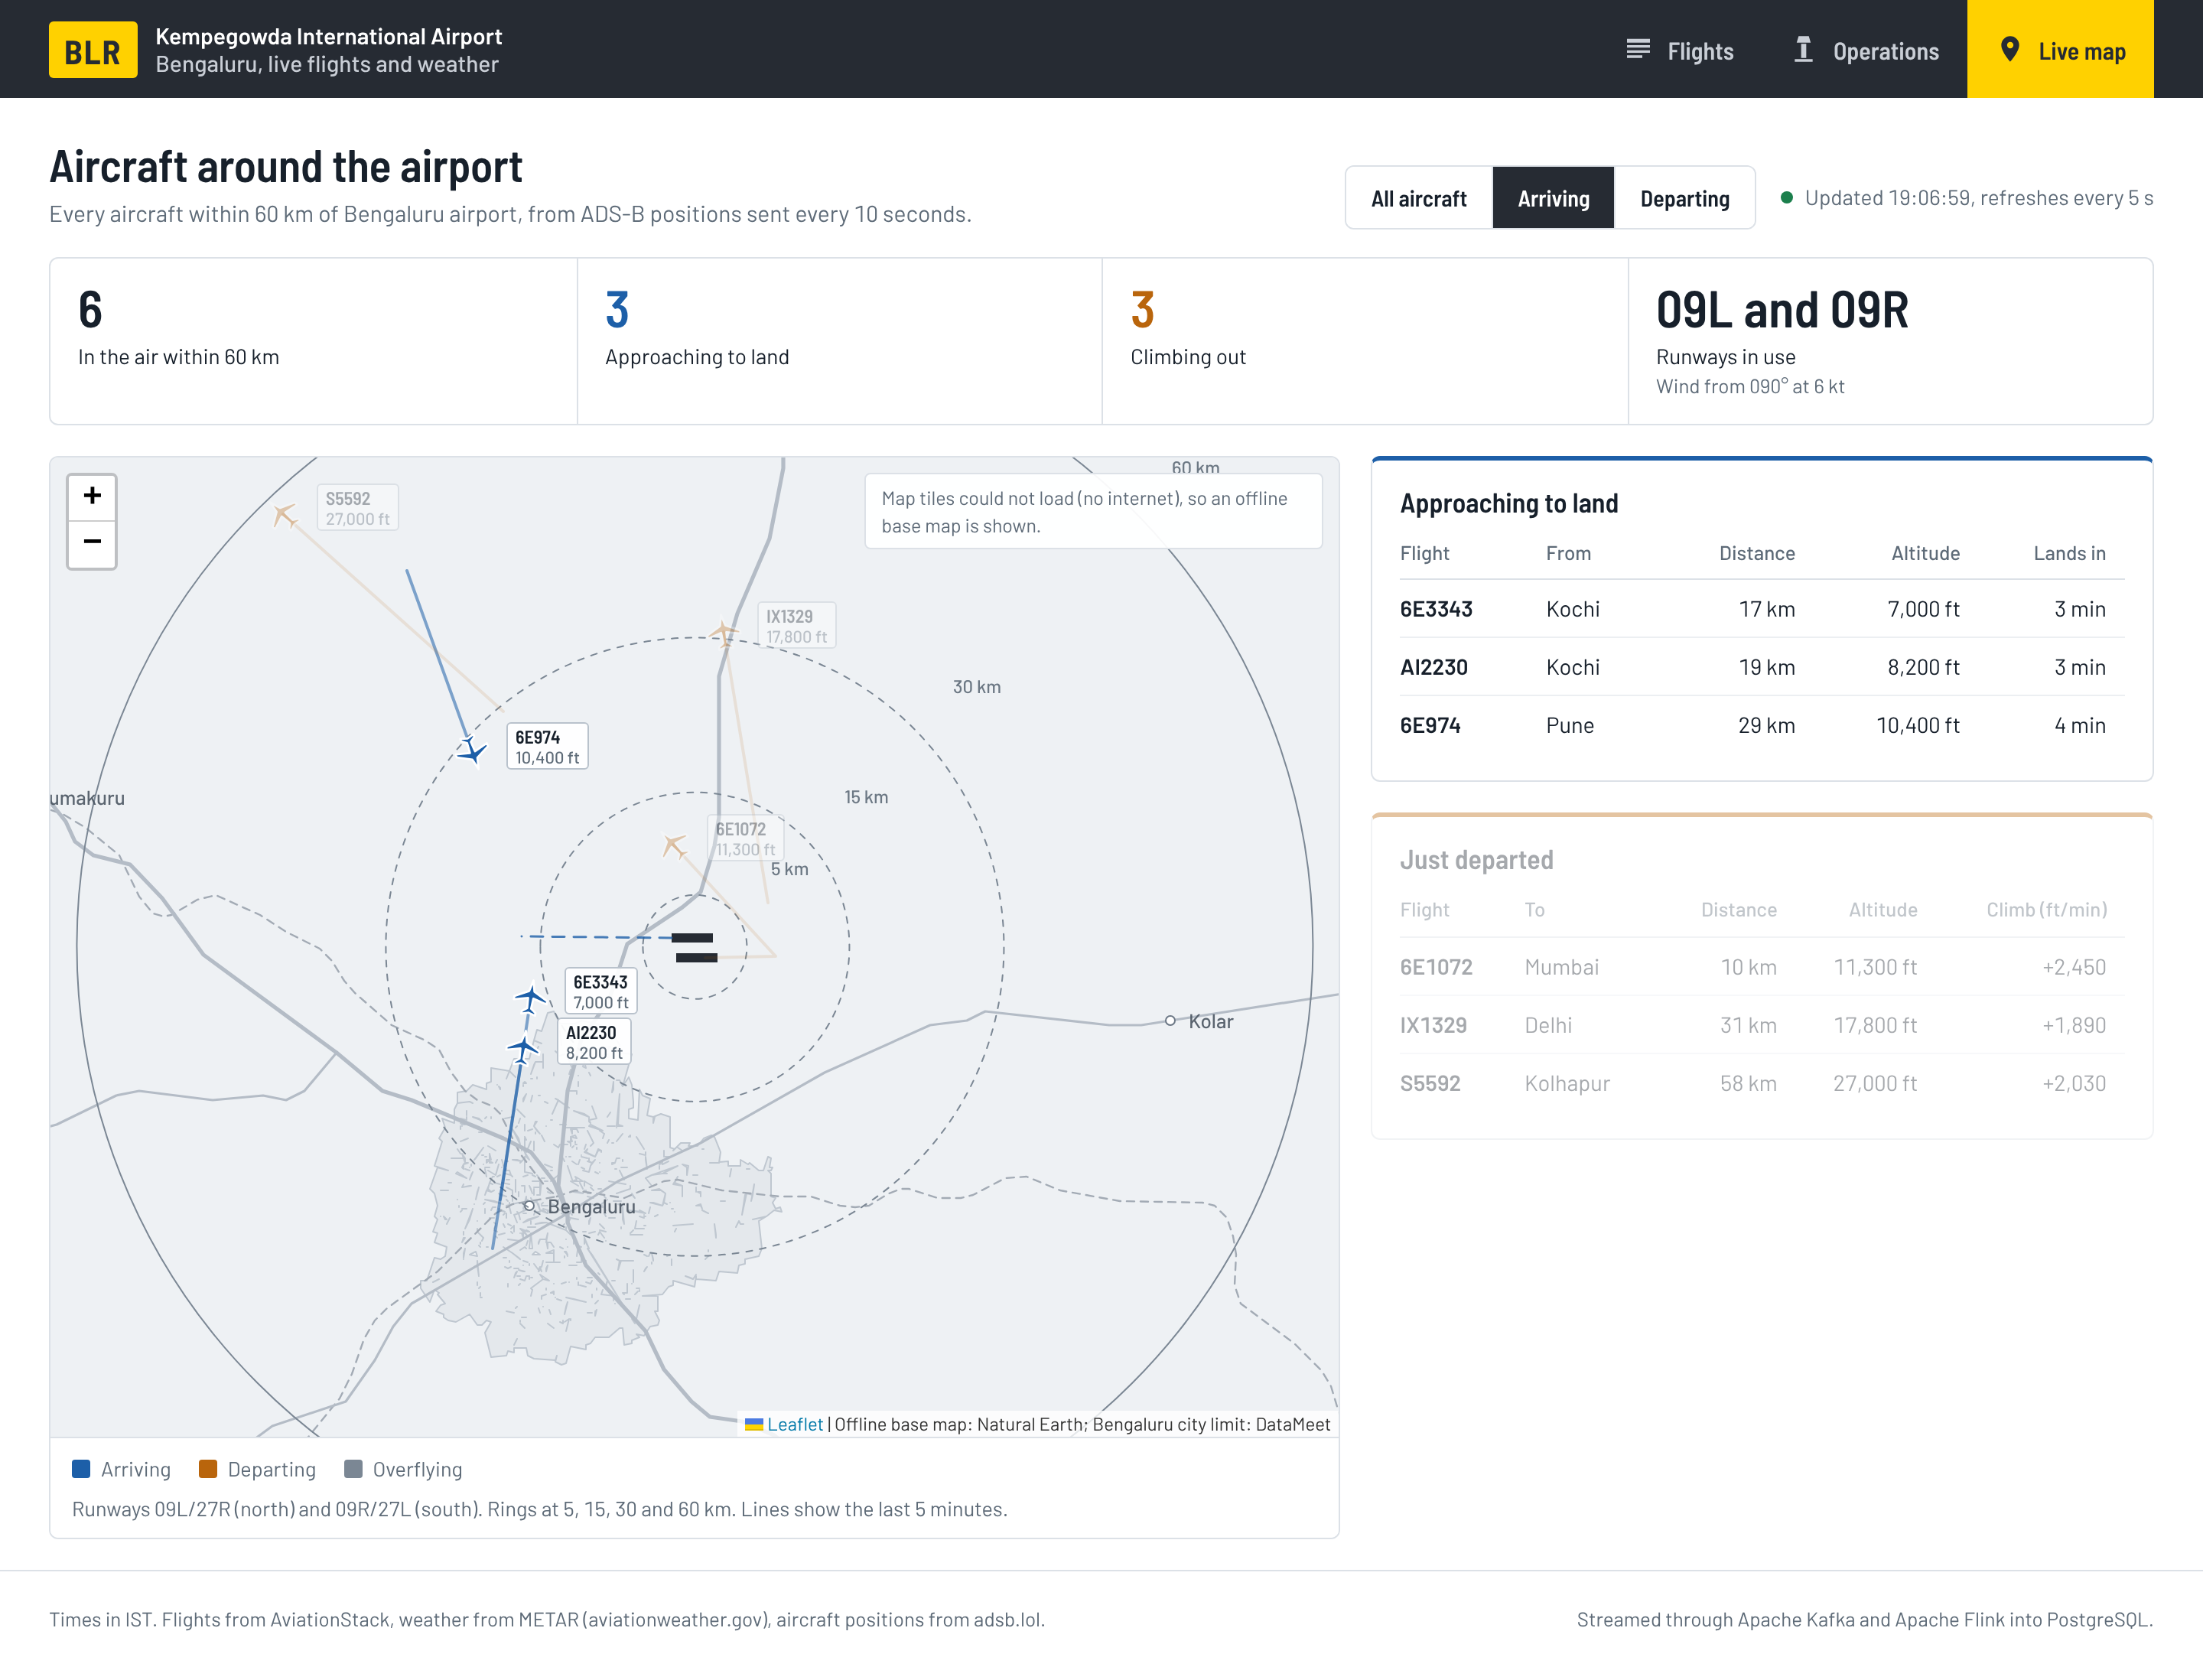 BLR
Kempegowda International Airport
Bengaluru, live flights and weather
Flights
Operations
Live map
Aircraft around the airport
Every aircraft within 60 km of Bengaluru airport, from ADS-B positions sent every 10 seconds.
All aircraft
Arriving
Departing
Updated 19:06:59, refreshes every 5 s
6
In the air within 60 km
3
Approaching to land
3
Climbing out
09L and 09R
Runways in use
Wind from 090° at 6 kt
+
−
60 km
Map tiles could not load (no internet), so an offline
base map is shown.
S5592
27,000 ft
IX1329
17,800 ft
30 km
6E974
10,400 ft
umakuru
15 km
6E1072
11,300 ft
5 km
6E3343
7,000 ft
AI2230
8,200 ft
Kolar
Bengaluru
Leaflet | Offline base map: Natural Earth; Bengaluru city limit: DataMeet
Arriving
Departing
Overflying
Runways 09L/27R (north) and 09R/27L (south). Rings at 5, 15, 30 and 60 km. Lines show the last 5 minutes.
Approaching to land
Flight From Distance Altitude Lands in
6E3343 Kochi 17 km 7,000 ft 3 min
AI2230 Kochi 19 km 8,200 ft 3 min
6E974 Pune 29 km 10,400 ft 4 min
Just departed
Flight To Distance Altitude Climb (ft/min)
6E1072 Mumbai 10 km 11,300 ft +2,450
IX1329 Delhi 31 km 17,800 ft +1,890
S5592 Kolhapur 58 km 27,000 ft +2,030
Times in IST. Flights from AviationStack, weather from METAR (aviationweather.gov), aircraft positions from adsb.lol.
Streamed through Apache Kafka and Apache Flink into PostgreSQL.